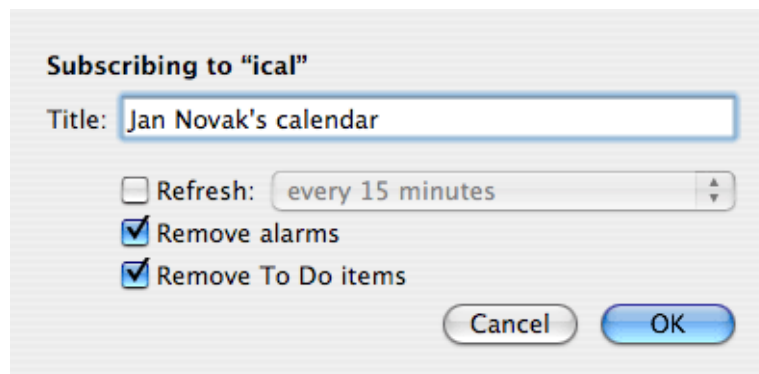 Subscribing to “ical”
Title: Jan Novak's calendar
Refresh: every 15 minutes
Remove alarms
Remove To Do items
Cancel OK